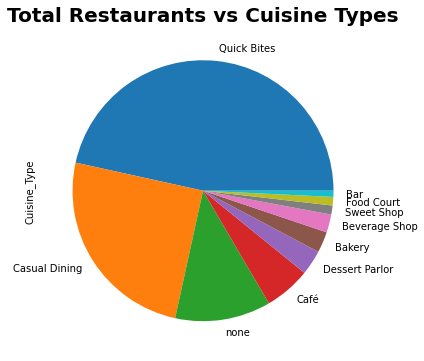 Total Restaurants vs Cuisine Types
Quick Bites
Cuisine_Type
Bar
Food Court
Sweet Shop
Beverage Shop
Bakery
Dessert Parlor
Café
none
Casual Dining